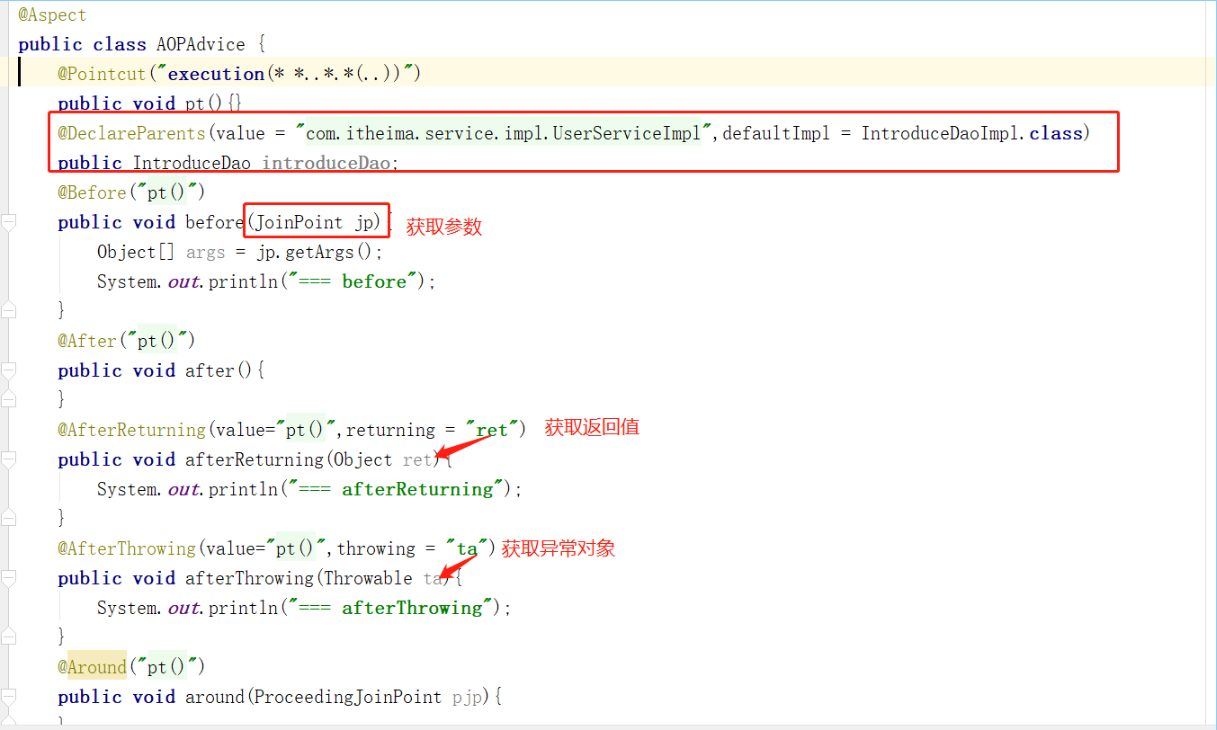 @Aspect
public class AOPAdvice {
@Pointcut("execution(* *..*.*(..))")
public void pt(){}
@DeclareParents(value = "com.itheima.service.impl.UserServiceImpl",defaultImpl = IntroduceDaoImpl.class)
public IntroduceDao introduceDao;
@Before("pt()")
public void before(JoinPoint jp){ 获取参数
Object[] args = jp.getArgs();
System.out.println("=== before");
}
@After("pt()")
public void after(){
}
@AfterReturning(value="pt()",returning = "ret") 获取返回值
public void afterReturning(Object ret){
System.out.println("=== afterReturning");
}
@AfterThrowing(value="pt()",throwing = "ta") 获取异常对象
public void afterThrowing(Throwable ta){
System.out.println("=== afterThrowing");
}
@Around("pt()")
public void around(ProceedingJoinPoint pjp){
}